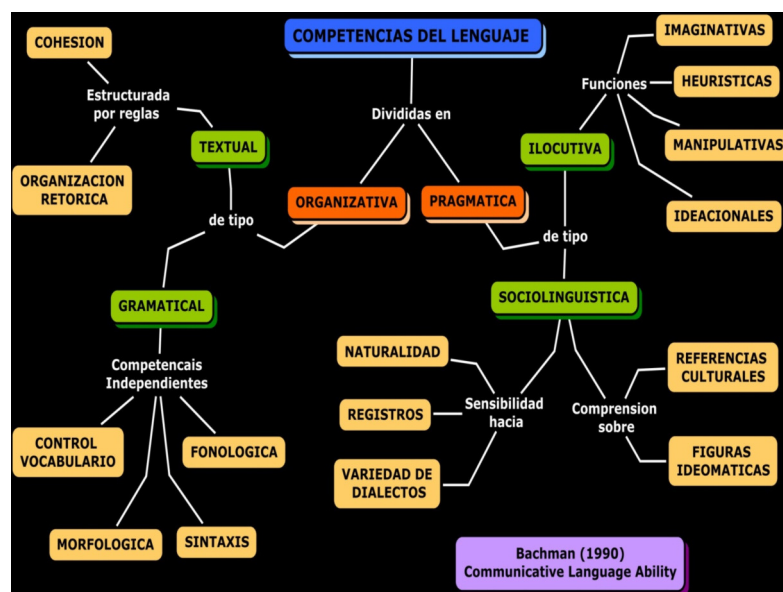 COMPETENCIAS DEL LENGUAJE
Divididas en
ORGANIZATIVA
PRAGMATICA
COHESION
Estructurada
por reglas
TEXTUAL
ORGANIZACION
RETORICA
de tipo
GRAMATICAL
Competencais
Independientes
CONTROL
VOCABULARIO
FONOLOGICA
MORFOLOGICA
SINTAXIS
IMAGINATIVAS
Funciones
HEURISTICAS
ILOCUTIVA
MANIPULATIVAS
IDEACIONALES
de tipo
SOCIOLINGUISTICA
NATURALIDAD
Sensibilidad
hacia
REGISTROS
VARIEDAD DE
DIALECTOS
Comprension
sobre
REFERENCIAS
CULTURALES
FIGURAS
IDEOMATICAS
Bachman (1990)
Communicative Language Ability